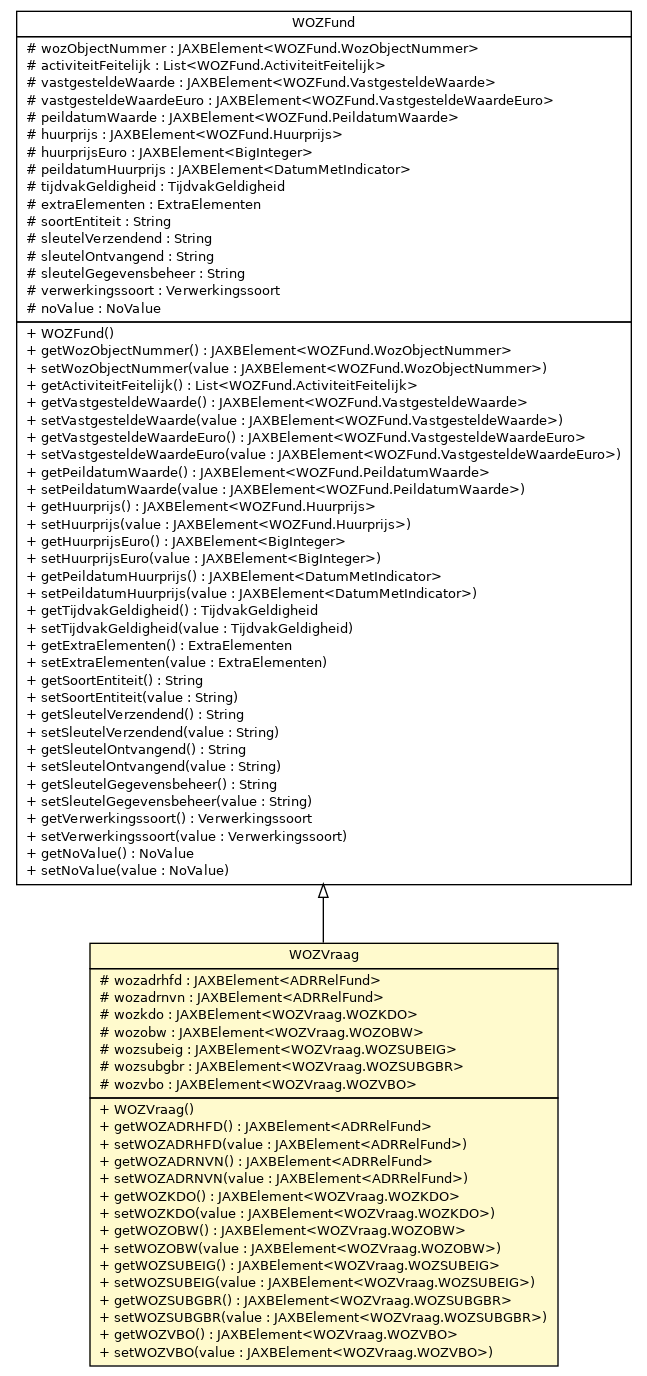 WOZFund
# wozObjectNummer : JAXBElement<WOZFund.WozObjectNummer>
# activiteitFeitelijk : List<WOZFund.ActiviteitFeitelijk>
# vastgesteldeWaarde : JAXBElement<WOZFund.VastgesteldeWaarde>
# vastgesteldeWaardeEuro : JAXBElement<WOZFund.VastgesteldeWaardeEuro>
# peildatumWaarde : JAXBElement<WOZFund.PeildatumWaarde>
# huurprijs : JAXBElement<WOZFund.Huurprijs>
# huurprijsEuro : JAXBElement<BigInteger>
# peildatumHuurprijs : JAXBElement<DatumMetIndicator>
# tijdvakGeldigheid : TijdvakGeldigheid
# extraElementen : ExtraElementen
# soortEntiteit : String
# sleutelVerzendend : String
# sleutelOntvangend : String
# sleutelGegevensbeheer : String
# verwerkingssoort : Verwerkingssoort
# noValue : NoValue
+ WOZFund()
+ getWozObjectNummer() : JAXBElement<WOZFund.WozObjectNummer>
+ setWozObjectNummer(value : JAXBElement<WOZFund.WozObjectNummer>)
+ getActiviteitFeitelijk() : List<WOZFund.ActiviteitFeitelijk>
+ getVastgesteldeWaarde() : JAXBElement<WOZFund.VastgesteldeWaarde>
+ setVastgesteldeWaarde(value : JAXBElement<WOZFund.VastgesteldeWaarde>)
+ getVastgesteldeWaardeEuro() : JAXBElement<WOZFund.VastgesteldeWaardeEuro>
+ setVastgesteldeWaardeEuro(value : JAXBElement<WOZFund.VastgesteldeWaardeEuro>)
+ getPeildatumWaarde() : JAXBElement<WOZFund.PeildatumWaarde>
+ setPeildatumWaarde(value : JAXBElement<WOZFund.PeildatumWaarde>)
+ getHuurprijs() : JAXBElement<WOZFund.Huurprijs>
+ setHuurprijs(value : JAXBElement<WOZFund.Huurprijs>)
+ getHuurprijsEuro() : JAXBElement<BigInteger>
+ setHuurprijsEuro(value : JAXBElement<BigInteger>)
+ getPeildatumHuurprijs() : JAXBElement<DatumMetIndicator>
+ setPeildatumHuurprijs(value : JAXBElement<DatumMetIndicator>)
+ getTijdvakGeldigheid() : TijdvakGeldigheid
+ setTijdvakGeldigheid(value : TijdvakGeldigheid)
+ getExtraElementen() : ExtraElementen
+ setExtraElementen(value : ExtraElementen)
+ getSoortEntiteit() : String
+ setSoortEntiteit(value : String)
+ getSleutelVerzendend() : String
+ setSleutelVerzendend(value : String)
+ getSleutelOntvangend() : String
+ setSleutelOntvangend(value : String)
+ getSleutelGegevensbeheer() : String
+ setSleutelGegevensbeheer(value : String)
+ getVerwerkingssoort() : Verwerkingssoort
+ setVerwerkingssoort(value : Verwerkingssoort)
+ getNoValue() : NoValue
+ setNoValue(value : NoValue)
WOZVraag
# wozadrhfd : JAXBElement<ADRRelFund>
# wozadrnvn : JAXBElement<ADRRelFund>
# wozkdo : JAXBElement<WOZVraag.WOZKDO>
# wozobw : JAXBElement<WOZVraag.WOZOBW>
# wozsubeig : JAXBElement<WOZVraag.WOZSUBEIG>
# wozsubgbr : JAXBElement<WOZVraag.WOZSUBGBR>
# wozvbo : JAXBElement<WOZVraag.WOZVBO>
+ WOZVraag()
+ getWOZADRHFD() : JAXBElement<ADRRelFund>
+ setWOZADRHFD(value : JAXBElement<ADRRelFund>)
+ getWOZADRNVN() : JAXBElement<ADRRelFund>
+ setWOZADRNVN(value : JAXBElement<ADRRelFund>)
+ getWOZKDO() : JAXBElement<WOZVraag.WOZKDO>
+ setWOZKDO(value : JAXBElement<WOZVraag.WOZKDO>)
+ getWOZOBW() : JAXBElement<WOZVraag.WOZOBW>
+ setWOZOBW(value : JAXBElement<WOZVraag.WOZOBW>)
+ getWOZSUBEIG() : JAXBElement<WOZVraag.WOZSUBEIG>
+ setWOZSUBEIG(value : JAXBElement<WOZVraag.WOZSUBEIG>)
+ getWOZSUBGBR() : JAXBElement<WOZVraag.WOZSUBGBR>
+ setWOZSUBGBR(value : JAXBElement<WOZVraag.WOZSUBGBR>)
+ getWOZVBO() : JAXBElement<WOZVraag.WOZVBO>
+ setWOZVBO(value : JAXBElement<WOZVraag.WOZVBO>)